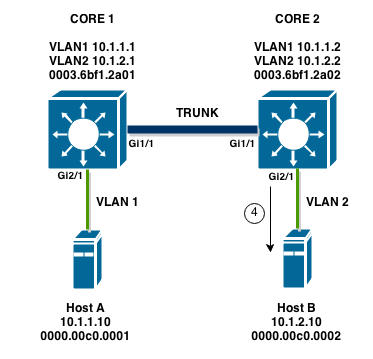 CORE 1
VLAN1 10.1.1.1
VLAN2 10.1.2.1
0003.6bf1.2a01
CORE 2
VLAN1 10.1.1.2
VLAN2 10.1.2.2
0003.6bf1.2a02
TRUNK
Gi1/1
Gi1/1
Gi2/1
Gi2/1
VLAN 1
4
VLAN 2
Host A
10.1.1.10
0000.00c0.0001
Host B
10.1.2.10
0000.00c0.0002